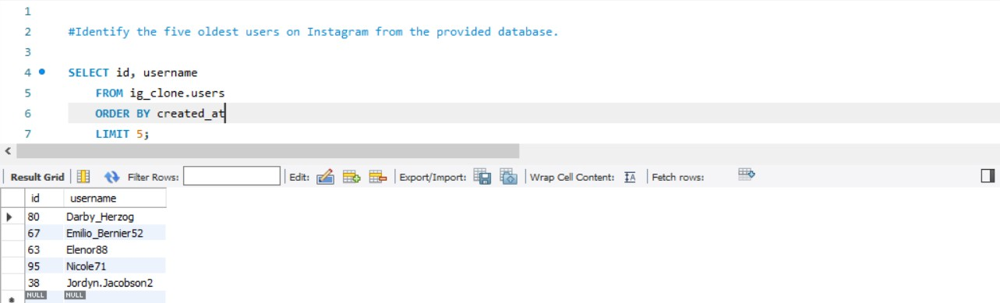 1
2 #Identify the five oldest users on Instagram from the provided database.
3
4 SELECT id, username
5 FROM ig_clone.users
6 ORDER BY created_at
7 LIMIT 5;
Result Grid Filter Rows: Edit: Export/Import: Wrap Cell Content: IA Fetch rows:
id username
80 Darby_Herzog
67 Emilio_Bernier52
63 Elenor88
95 Nicole71
38 Jordyn.Jacobson2
NULL NULL